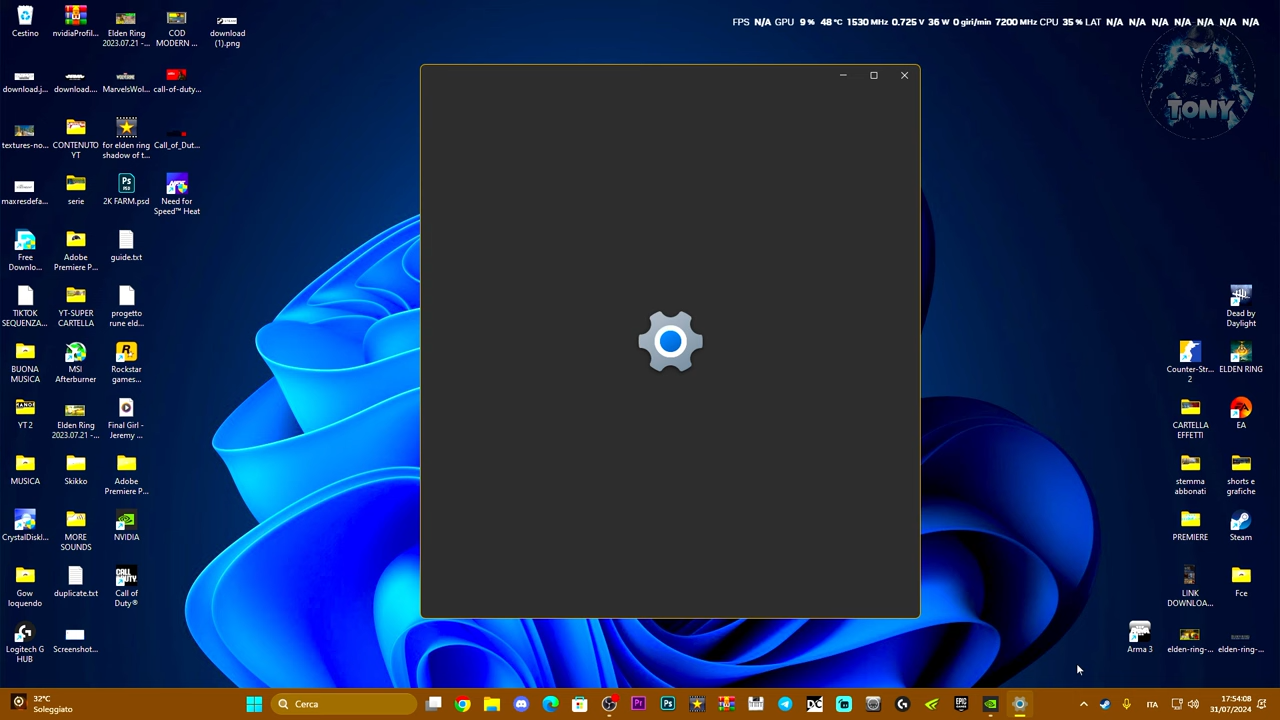 FPS N/A GPU 9 % 48 °C 1530 MHz 0.725 V 36 W 0 giri/min 7200 MHz CPU 35 % LAT N/A N/A N/A N/A N/A N/A N/A
TONY
Cestino
nvidiaProfil...
Elden Ring
2023.07.21 -...
COD
MODERN ...
download
(1).png
download.j...
download....
MarvelsWol...
call-of-duty...
textures-no...
CONTENUTO
YT
for elden ring
shadow of t...
Call_of_Dut...
maxresdefa...
serie
2K FARM.psd
Need for
Speed™ Heat
Free
Downlo...
Adobe
Premiere P...
guide.txt
TIKTOK
SEQUENZA...
YT-SUPER
CARTELLA
progetto
rune eld...
BUONA
MUSICA
MSI
Afterburner
Rockstar
games...
YT 2
Elden Ring
2023.07.21 -...
Final Girl -
Jeremy ...
MUSICA
Skikko
Adobe
Premiere P...
CrystalDiskI...
MORE
SOUNDS
NVIDIA
Gow
loquendo
duplicate.txt
Call of
Duty®
Logitech G
HUB
Screenshot...
Dead by
Daylight
Counter-Str...
2
ELDEN RING
CARTELLA
EFFETTI
EA
stemma
abbonati
shorts e
grafiche
PREMIERE
Steam
LINK
DOWNLOA...
Fce
Arma 3
elden-ring-...
elden-ring-...
32°C
Soleggiato
Cerca
ITA
17:54:08
31/07/2024